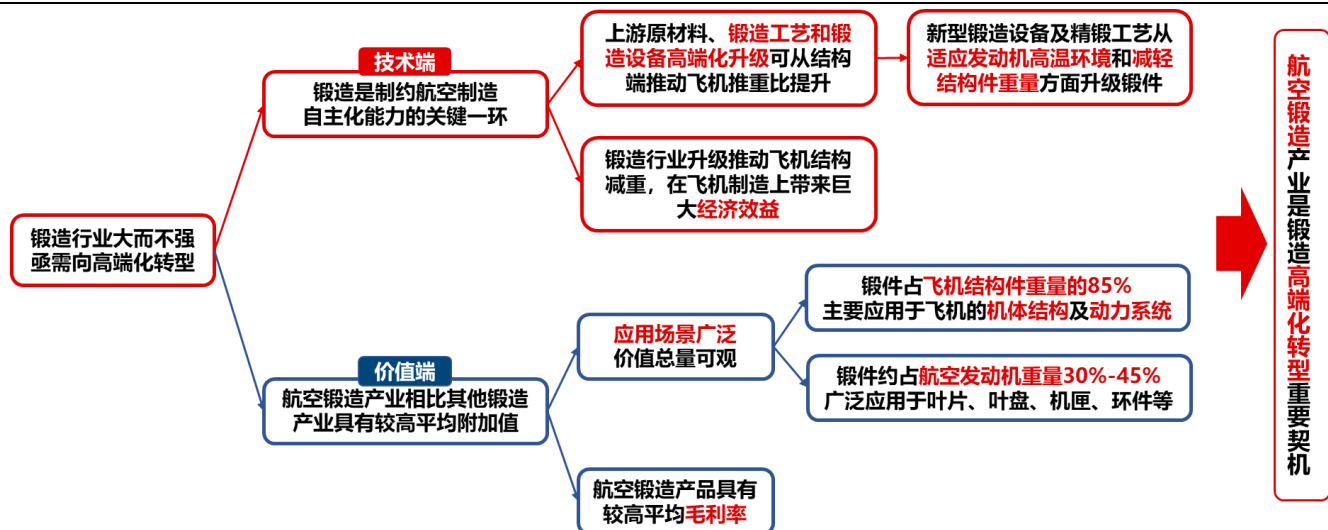 锻造行业大而不强
亟需向高端化转型
技术端
锻造是制约航空制造
自主化能力的关键一环
上游原材料、锻造工艺和锻
造设备高端化升级可从结构
端推动飞机推重比提升
新型锻造设备及精锻工艺从
适应发动机高温环境和减轻
结构件重量方面升级锻件
锻造行业升级推动飞机结构
减重，在飞机制造上带来巨
大经济效益
价值端
航空锻造产业相比其他锻造
产业具有较高平均附加值
应用场景广泛
价值总量可观
锻件占飞机结构件重量的85%
主要应用于飞机的机体结构及动力系统
锻件约占航空发动机重量30%-45%
广泛应用于叶片、叶盘、机匣、环件等
航空锻造产品具有
较高平均毛利率
航空锻造产业是锻造高端化转型重要契机